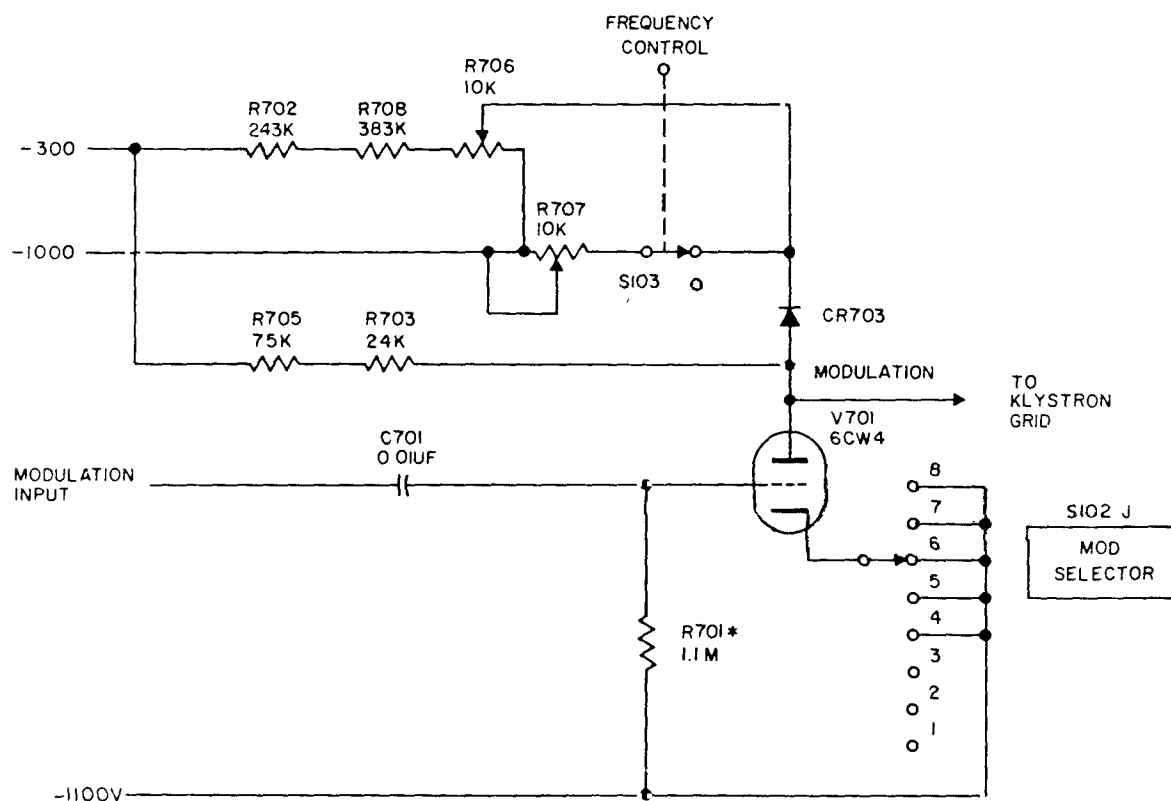 FREQUENCY
CONTROL
R706
10K
R702
243K
R708
383K
-300
R707
10K
-1000
S103
CR703
R705
75K
R703
24K
MODULATION
TO
KLYSTRON
GRID
V701
6CW4
C701
0.01UF
MODULATION
INPUT
8
7
6
5
4
3
2
1
S102 J
MOD
SELECTOR
R701*
1.1M
-1100V